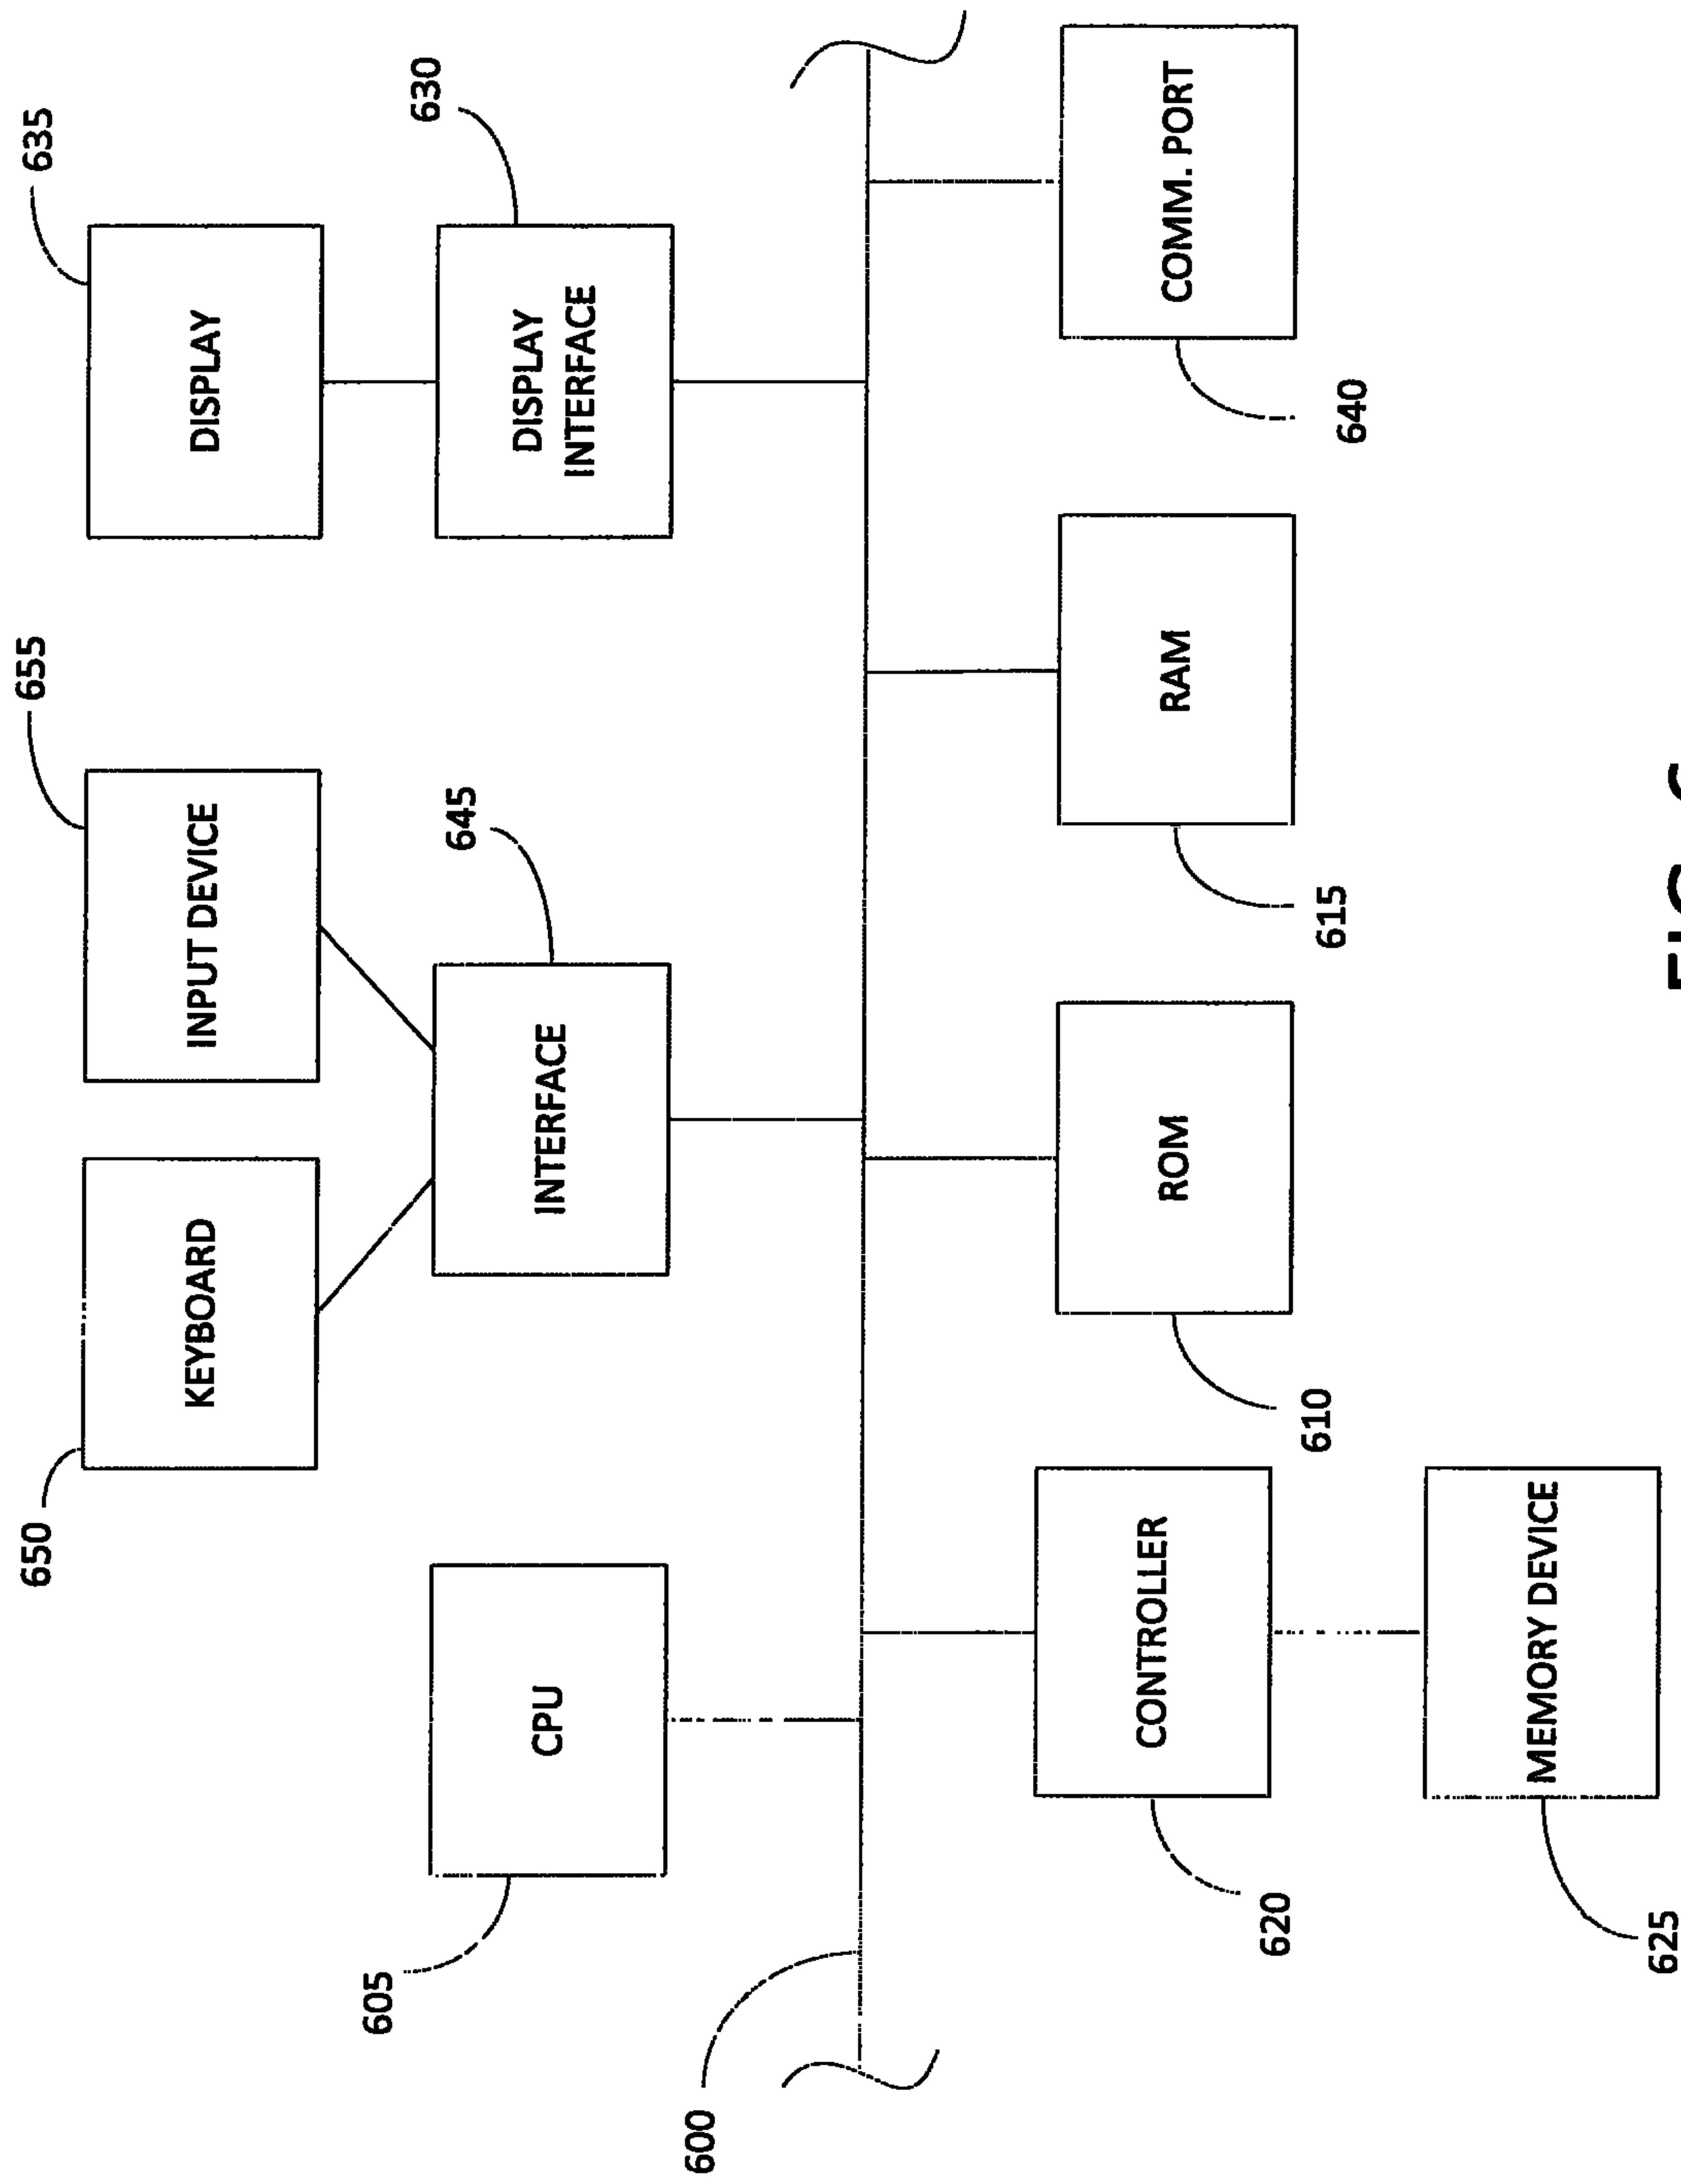 650
KEYBOARD
INPUT DEVICE
655
DISPLAY
635
605
CPU
INTERFACE
645
DISPLAY
INTERFACE
630
600
620
CONTROLLER
610
ROM
615
RAM
640
COMM. PORT
625
MEMORY DEVICE